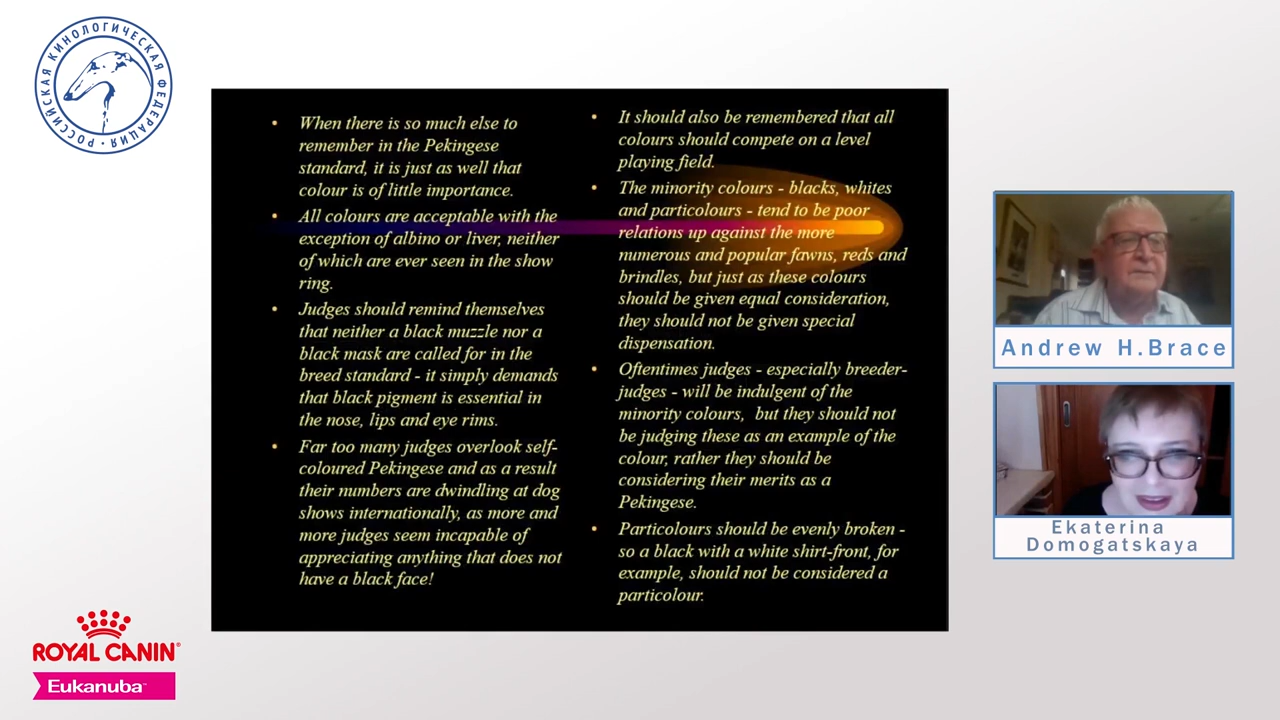 РОССИЙСКАЯ КИНОЛОГИЧЕСКАЯ ФЕДЕРАЦИЯ
• When there is so much else to
remember in the Pekingese
standard, it is just as well that
colour is of little importance.
• All colours are acceptable with the
exception of albino or liver, neither
of which are ever seen in the show
ring.
• Judges should remind themselves
that neither a black muzzle nor a
black mask are called for in the
breed standard - it simply demands
that black pigment is essential in
the nose, lips and eye rims.
• Far too many judges overlook self-
coloured Pekingese and as a result
their numbers are dwindling at dog
shows internationally, as more and
more judges seem incapable of
appreciating anything that does not
have a black face!
• It should also be remembered that all
colours should compete on a level
playing field.
• The minority colours - blacks, whites
and particolours - tend to be poor
relations up against the more
numerous and popular fawns, reds and
brindles, but just as these colours
should be given equal consideration,
they should not be given special
dispensation.
• Oftentimes judges - especially breeder-
judges - will be indulgent of the
minority colours, but they should not
be judging these as an example of the
colour, rather they should be
considering their merits as a
Pekingese.
• Particolours should be evenly broken -
so a black with a white shirt-front, for
example, should not be considered a
particolour.
Andrew H.Brace
Ekaterina
Domogatskaya
ROYAL CANIN®
Eukanuba™